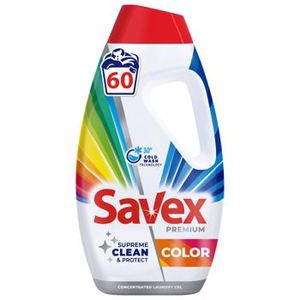 60
30°
COLD
WASH
TECHNOLOGY
Savex
PREMIUM
SUPREME
CLEAN
& PROTECT
COLOR
CONCENTRATED LAUNDRY GEL